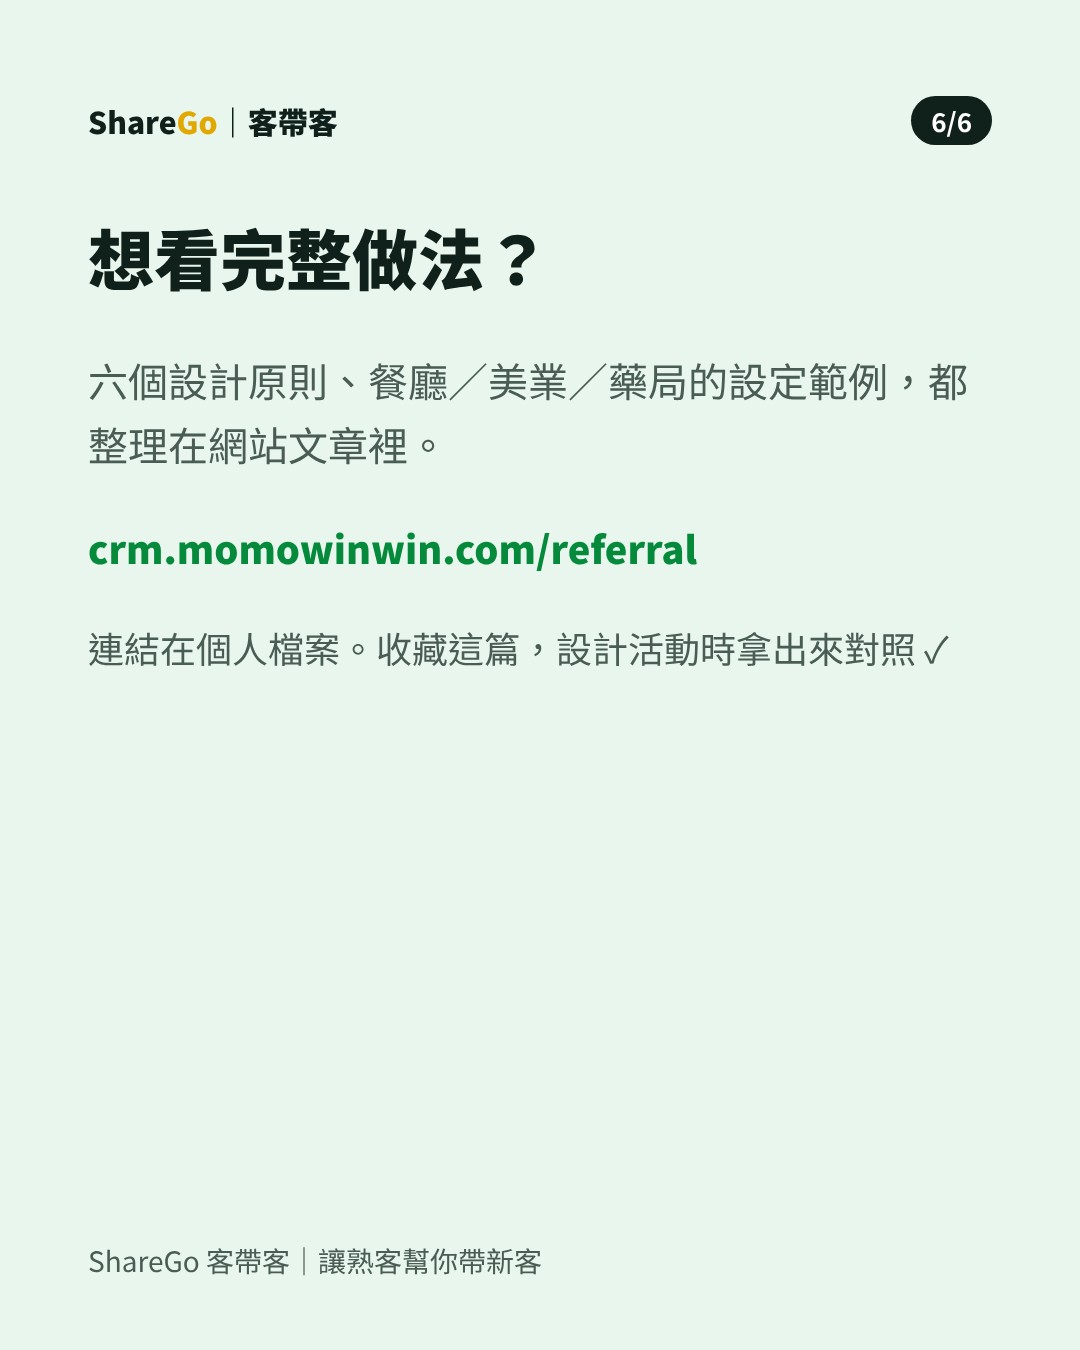 ShareGo｜客帶客
6/6
想看完整做法？
六個設計原則、餐廳／美業／藥局的設定範例，都
整理在網站文章裡。
crm.momowinwin.com/referral
連結在個人檔案。收藏這篇，設計活動時拿出來對照 ✓
ShareGo 客帶客｜讓熟客幫你帶新客